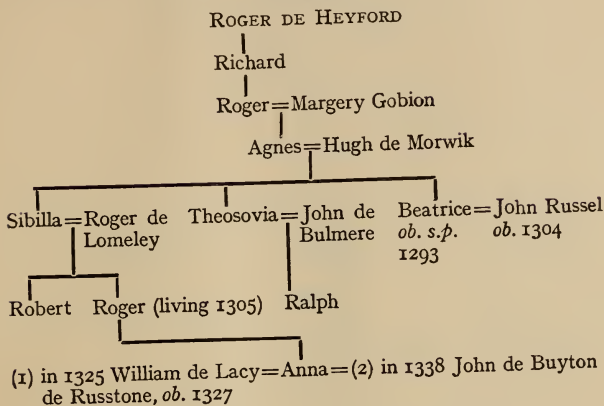 ROGER DE HEYFORD
Richard
Roger=Margery Gobion
Agnes=Hugh de Morwik
Sibilla=Roger de Lomeley
Theosovia=John de Bulmere
Beatrice=John Russel
ob. s.p. 1293
ob. 1304
Robert
Roger (living 1305)
Ralph
(1) in 1325 William de Lacy=Anna=(2) in 1338 John de Buyton
de Russtone, ob. 1327